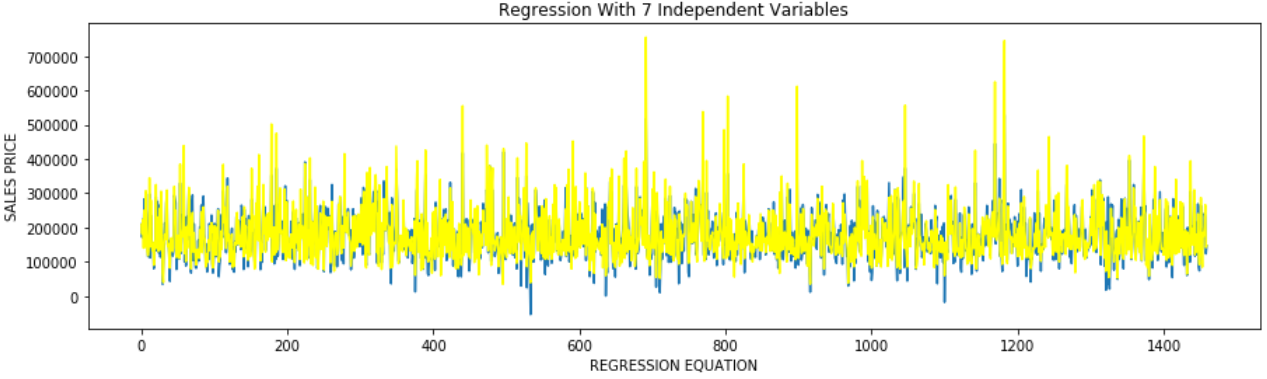 Regression With 7 Independent Variables
SALES PRICE
700000
600000
500000
400000
300000
200000
100000
0
0 200 400 600 800 1000 1200 1400
REGRESSION EQUATION